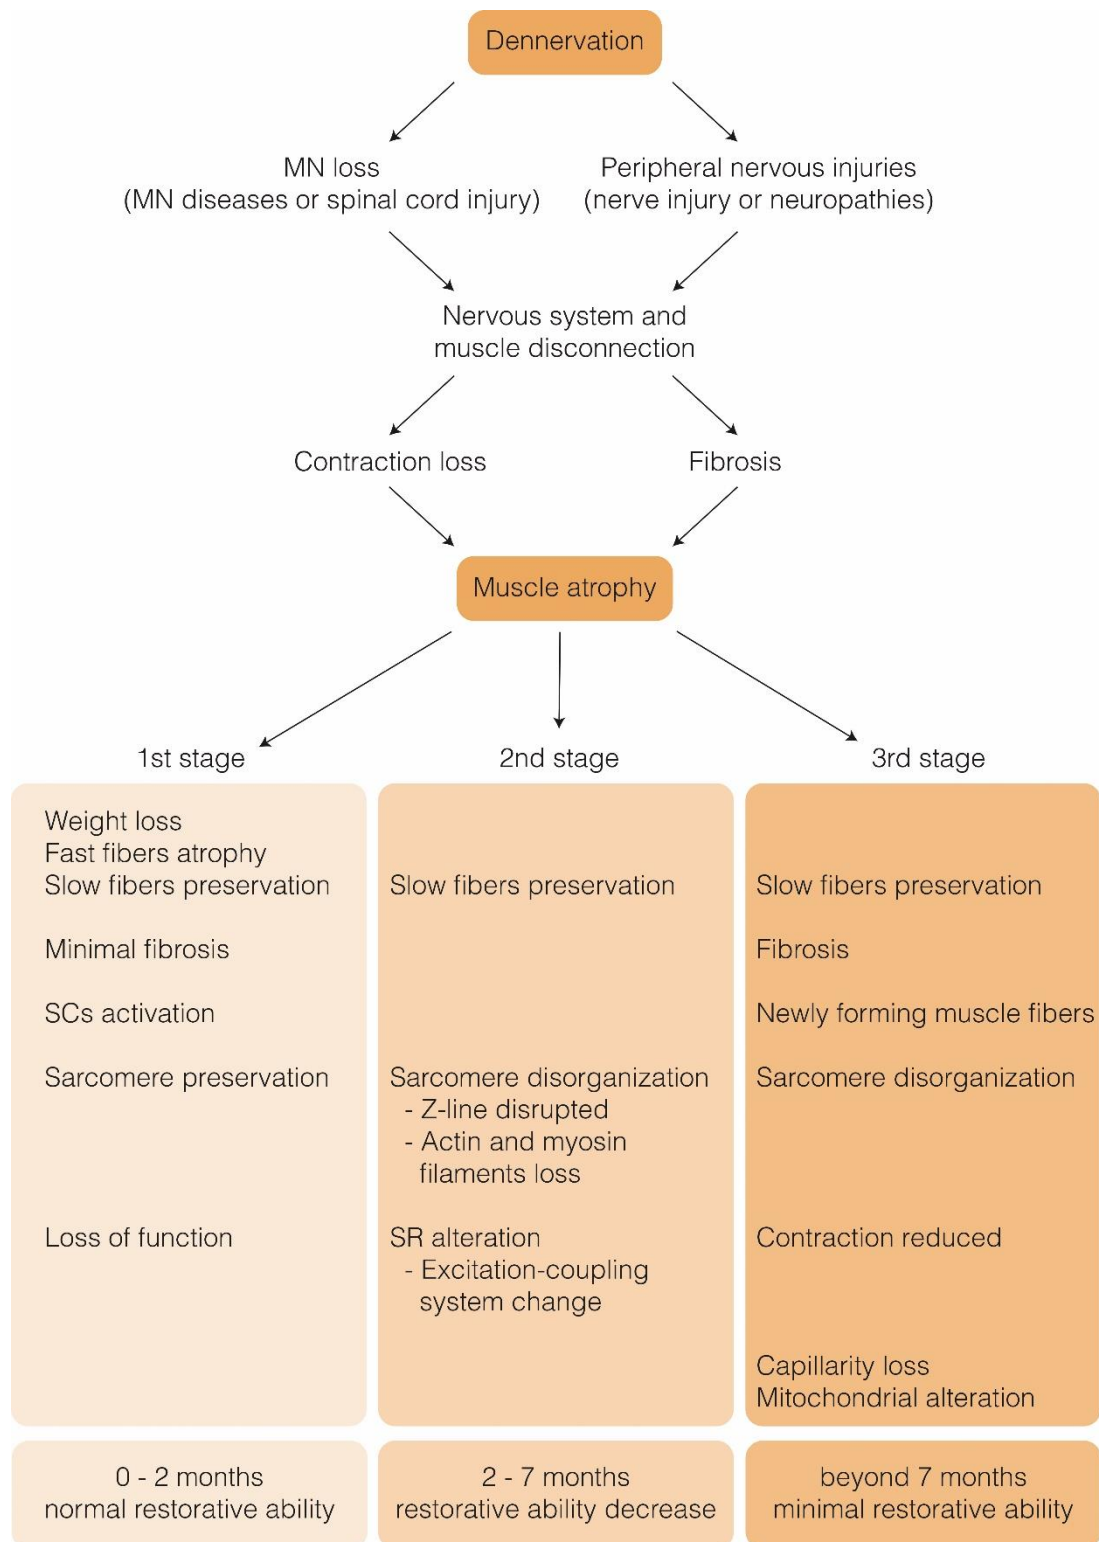 Dennervation
MN loss
(MN diseases or spinal cord injury)
Peripheral nervous injuries
(nerve injury or neuropathies)
Nervous system and
muscle disconnection
Contraction loss
Fibrosis
Muscle atrophy
1st stage
Weight loss
Fast fibers atrophy
Slow fibers preservation
Minimal fibrosis
SCs activation
Sarcomere preservation
Loss of function
0 - 2 months
normal restorative ability
2nd stage
Slow fibers preservation
Sarcomere disorganization
- Z-line disrupted
- Actin and myosin
filaments loss
SR alteration
- Excitation-coupling
system change
2 - 7 months
restorative ability decrease
3rd stage
Slow fibers preservation
Fibrosis
Newly forming muscle fibers
Sarcomere disorganization
Contraction reduced
Capillarity loss
Mitochondrial alteration
beyond 7 months
minimal restorative ability